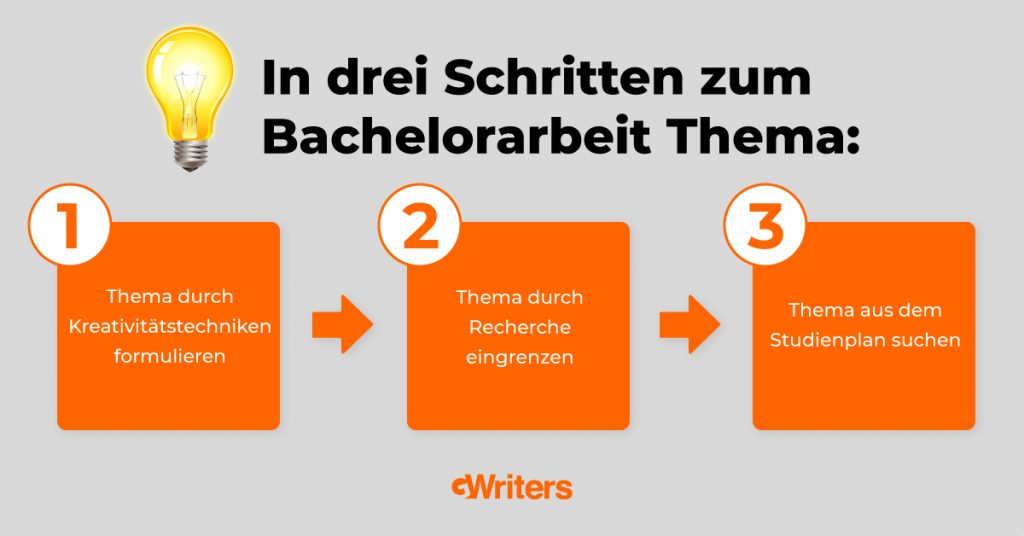 In drei Schritten zum
Bachelorarbeit Thema:
1
Thema durch
Kreativitätstechniken
formulieren
2
Thema durch
Recherche
eingrenzen
3
Thema aus dem
Studienplan suchen
GWriters